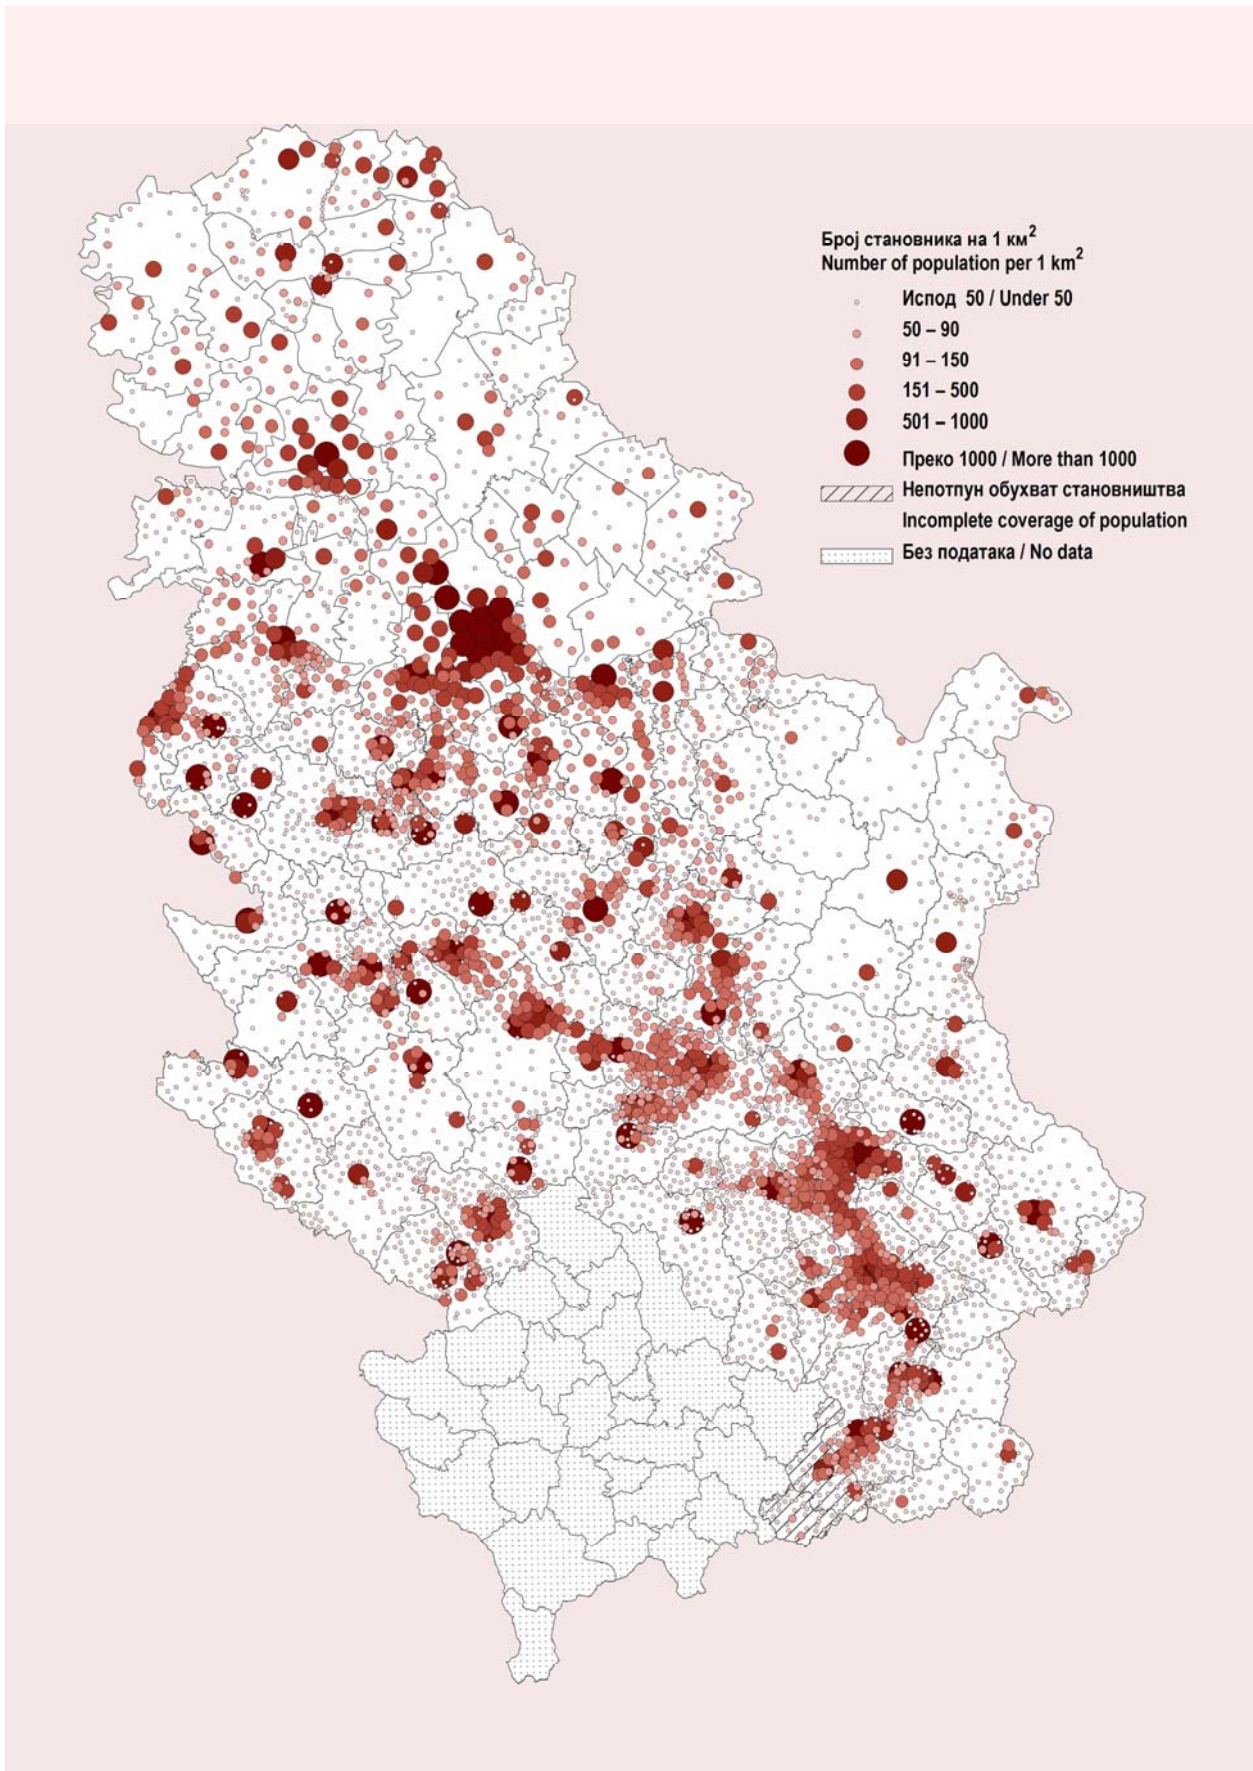 Број становника на 1 км²
Number of population per 1 km²
Испод 50 / Under 50
50 – 90
91 – 150
151 – 500
501 – 1000
Преко 1000 / More than 1000
Непотпун обухват становништва
Incomplete coverage of population
Без података / No data